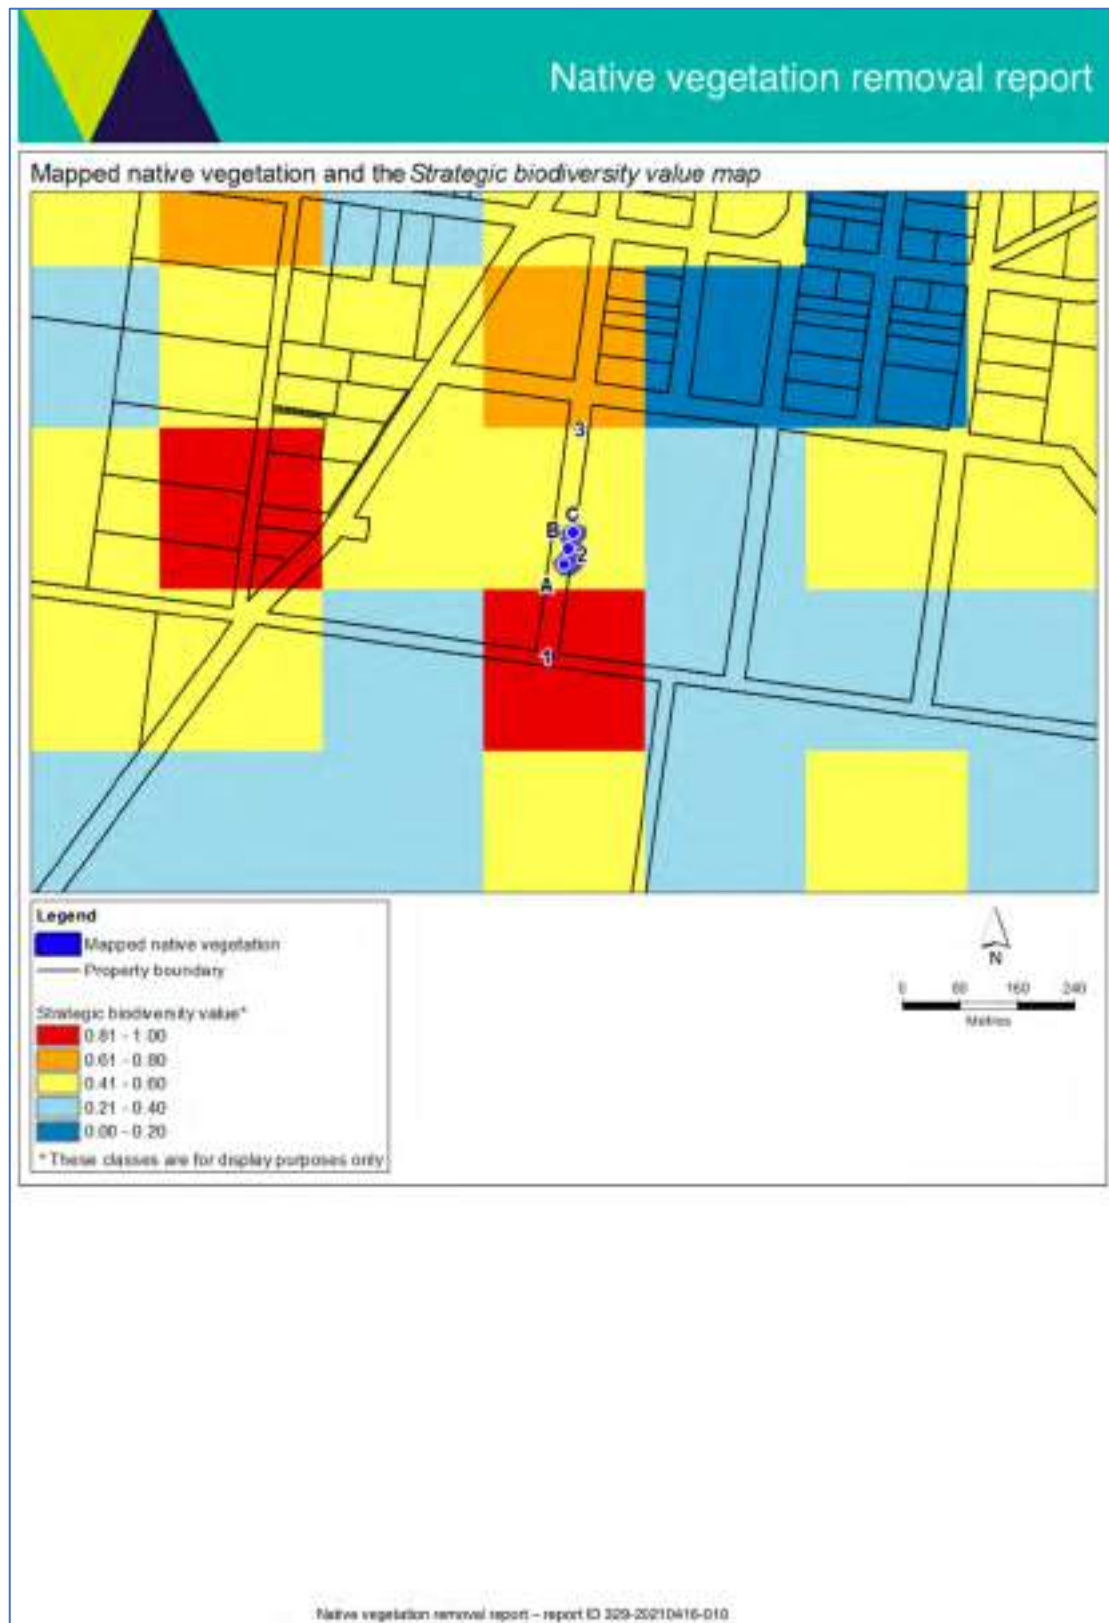 Native vegetation removal report
Mapped native vegetation and the Strategic biodiversity value map
3
C
B
2
A
1
Legend
Mapped native vegetation
Property boundary
Strategic biodiversity value*
0.81 - 1.00
0.61 - 0.80
0.41 - 0.60
0.21 - 0.40
0.00 - 0.20
* These classes are for display purposes only
N
0 80 160 240
Metres
Native vegetation removal report – report ID 329-20210416-010